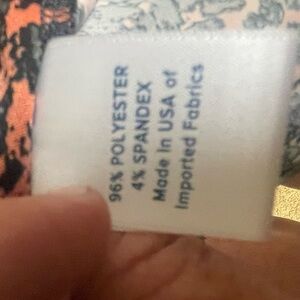 96% POLYESTER
4% SPANDEX
Made in USA of
Imported Fabrics